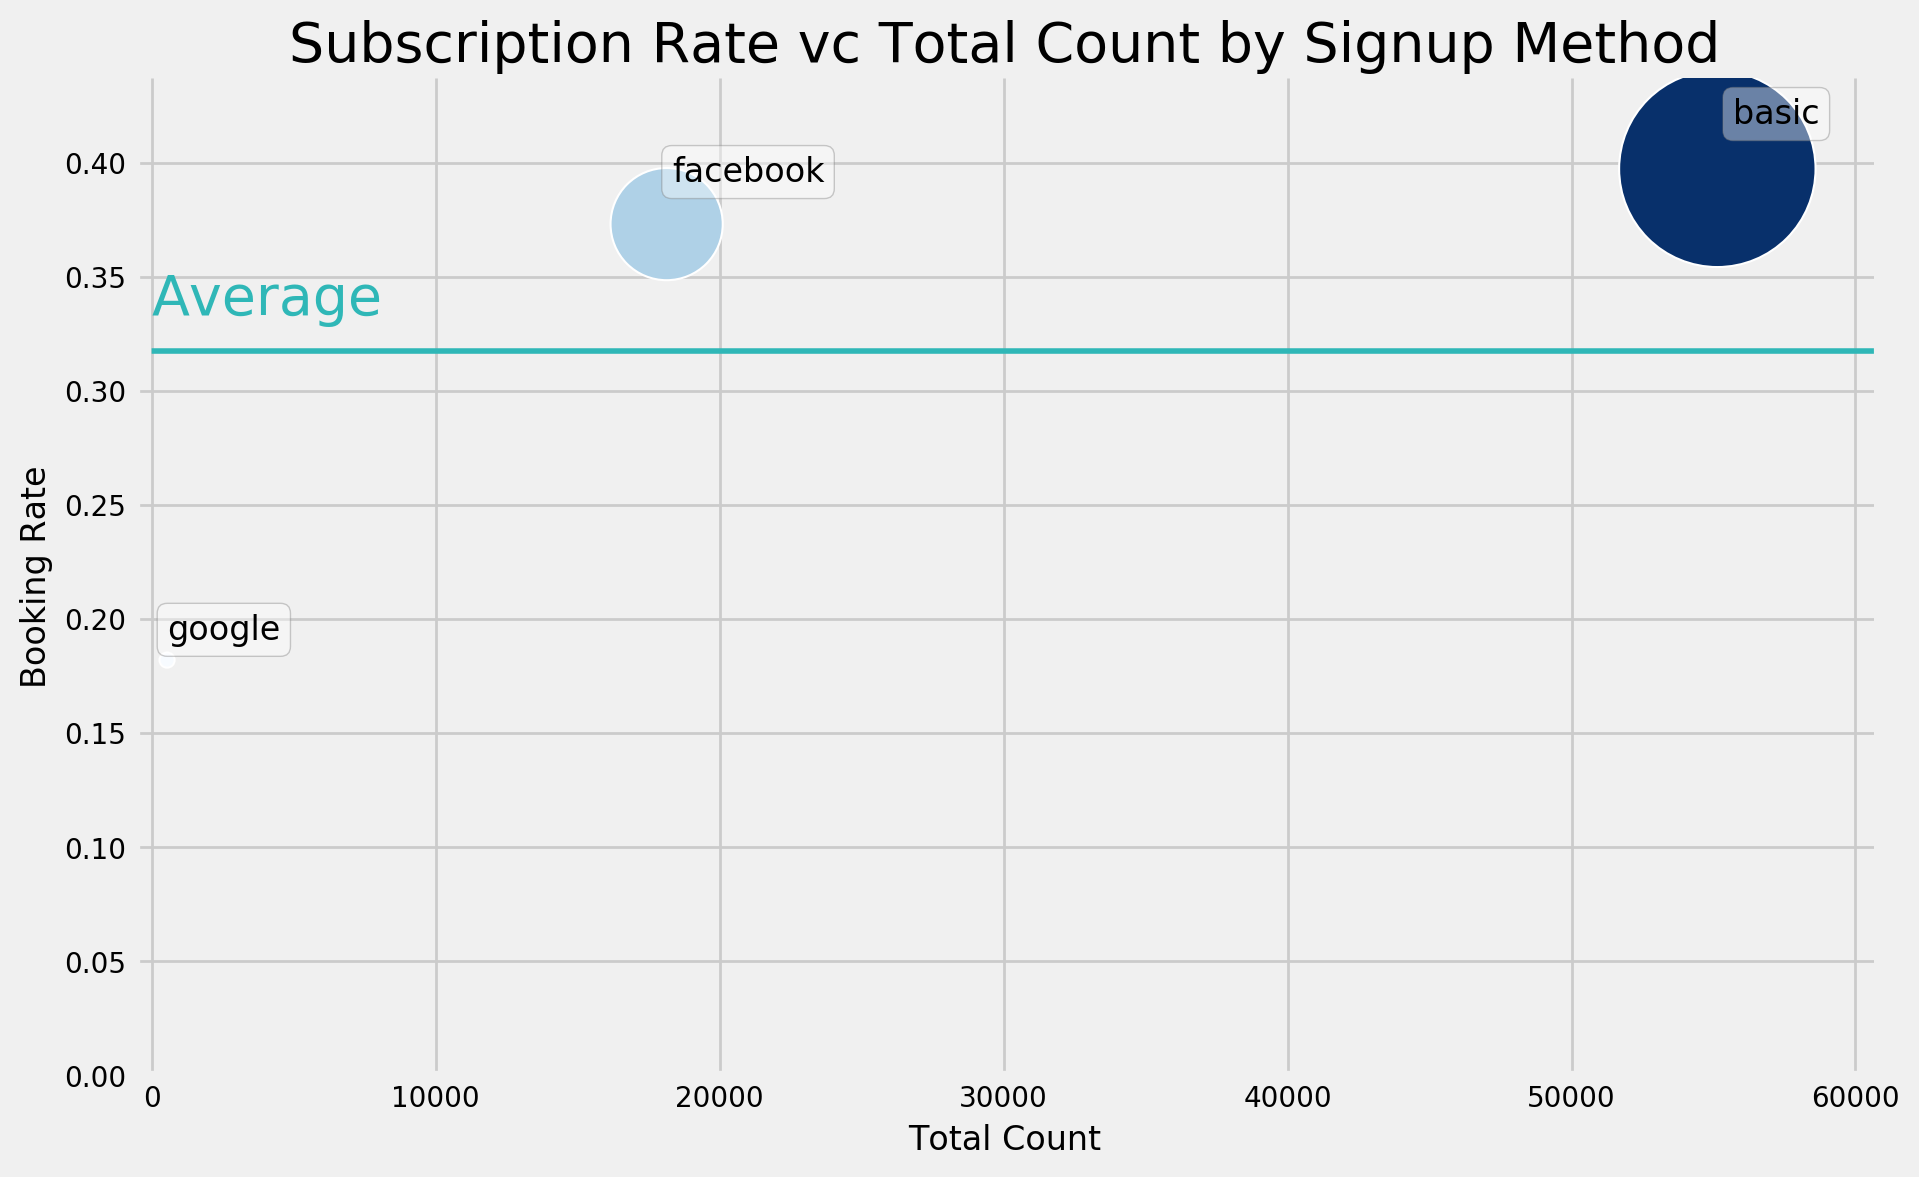 Subscription Rate vc Total Count by Signup Method
basic
facebook
Average
google
Booking Rate
0.40
0.35
0.30
0.25
0.20
0.15
0.10
0.05
0.00
0 10000 20000 30000 40000 50000 60000
Total Count